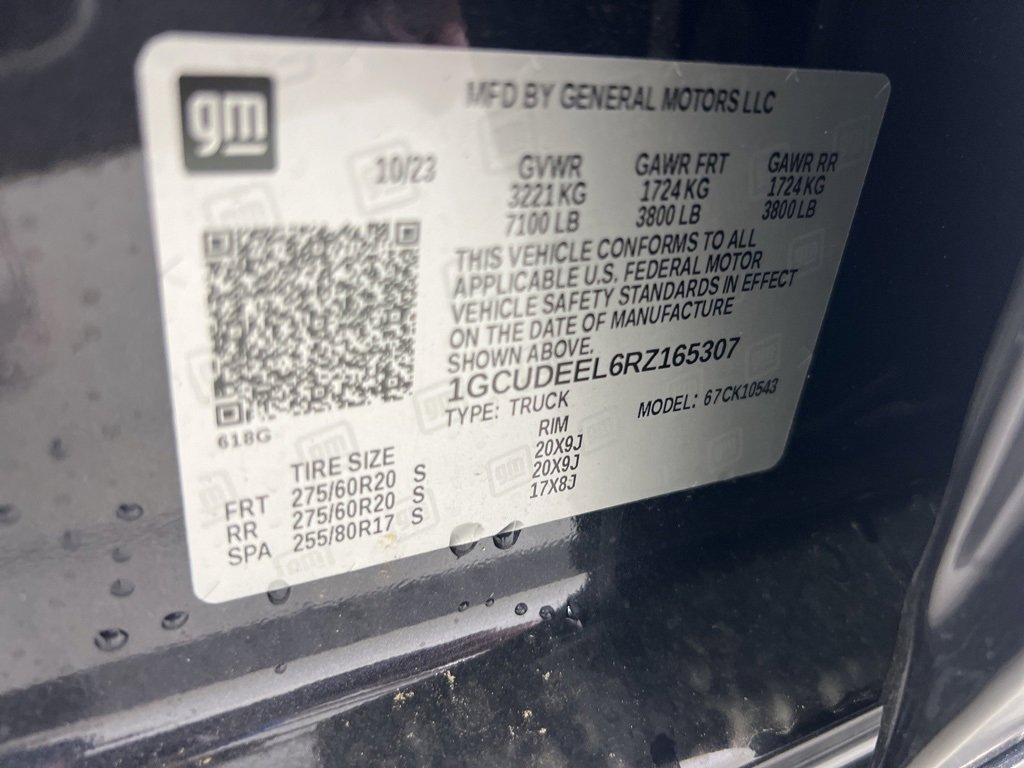 gm
MFD BY GENERAL MOTORS LLC
10/23 GVWR GAWR FRT GAWR RR
3221 KG 1724 KG 1724 KG
7100 LB 3800 LB 3800 LB
THIS VEHICLE CONFORMS TO ALL
APPLICABLE U.S. FEDERAL MOTOR
VEHICLE SAFETY STANDARDS IN EFFECT
ON THE DATE OF MANUFACTURE
SHOWN ABOVE.
1GCUDEEL6RZ165307
TYPE: TRUCK MODEL: 67CK10543
618G
TIRE SIZE RIM
FRT 275/60R20 S 20X9J
RR 275/60R20 S 20X9J
SPA 255/80R17 S 17X8J